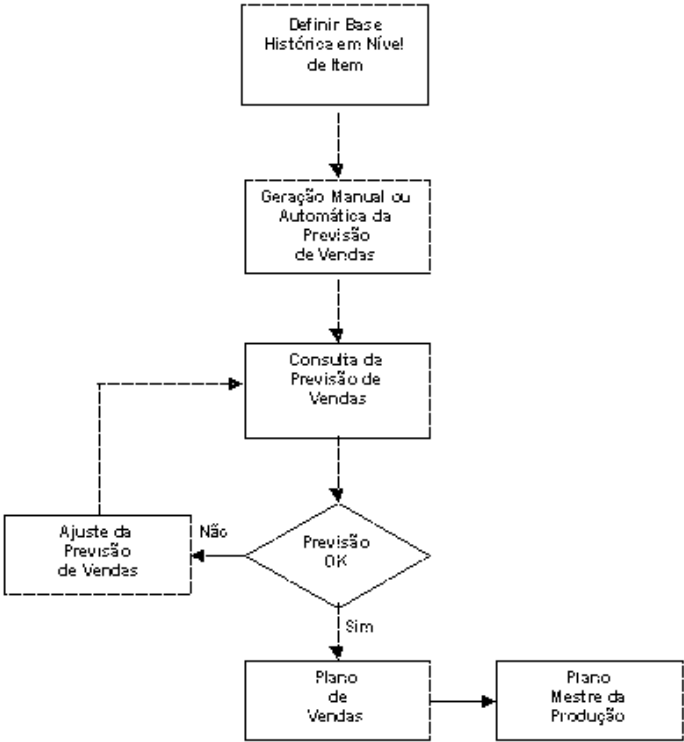 Definir Base
Histórica em Nível
de Item
Geração Manual ou
Automática da
Previsão
de Vendas
Consulta da
Previsão de
Vendas
Ajuste da
Previsão
de Vendas
Não
Previsão
OK
Sim
Plano
de
Vendas
Plano
Mestre da
Produção